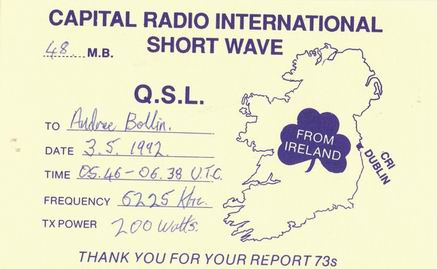 CAPITAL RADIO INTERNATIONAL
SHORT WAVE
48 M.B.
Q.S.L.
TO Andree Bollin.
DATE 3.5.1992
TIME 05.46-06.38 U.T.C.
FREQUENCY 6225 Khz.
TX POWER 200 Watts.
FROM
IRELAND
CRI
DUBLIN
THANK YOU FOR YOUR REPORT 73s